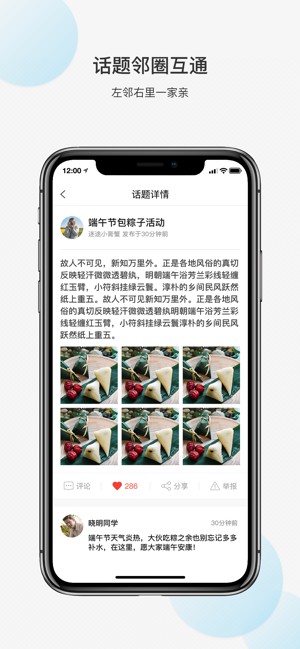 话题邻圈互通
左邻右里一家亲
12:00
话题详情
端午节包粽子活动
发布于30分钟前
故人不可见，新知万里外。正是各地风俗的真切
反映轻汗微微透碧纨，明朝端午浴芳兰彩线轻缠
红玉臂，小符斜挂绿云鬟。淳朴的乡间民风跃然
纸上重五。故人不可见，新知万里外。正是各地风
俗的真切反映轻汗微微透碧纨明朝端午浴芳兰彩
线轻缠红玉臂，小符斜挂绿云鬟淳朴的乡间民风
跃然纸上重五。
评论 286 分享 举报
晓明同学 30分钟前
端午节天气炎热，大伙吃粽之余也别忘记多多
补水，在这里，愿大家端午安康！